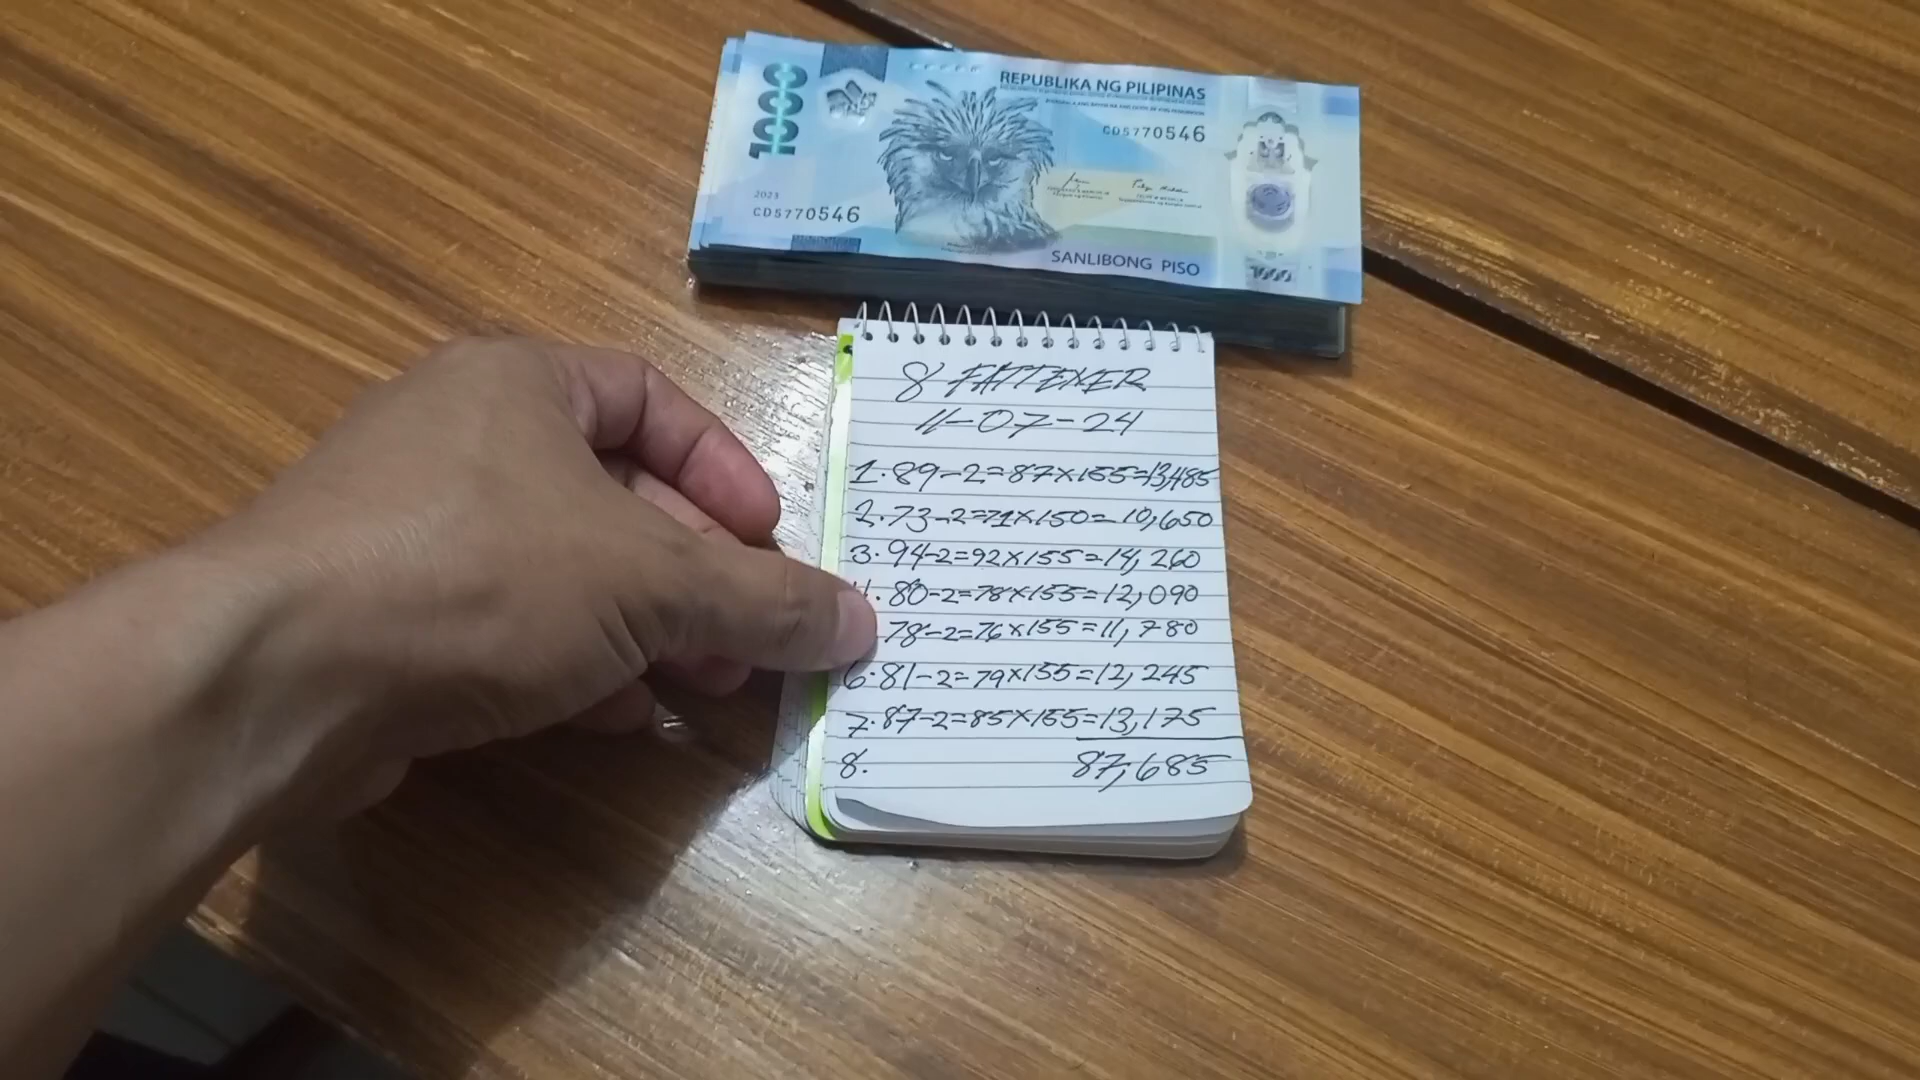 1000
REPUBLIKA NG PILIPINAS
CD5770546
2023
CD5770546
SANLIBONG PISO
1000
8 FATTENER
11-07-24
1. 89-2=87x155=13,485
2. 73-2=71x150=10,650
3. 94-2=92x155=14,260
4. 80-2=78x155=12,090
78-2=76x155=11,780
6. 81-2=79x155=12,245
7. 87-2=85x155=13,175
8. 87,685